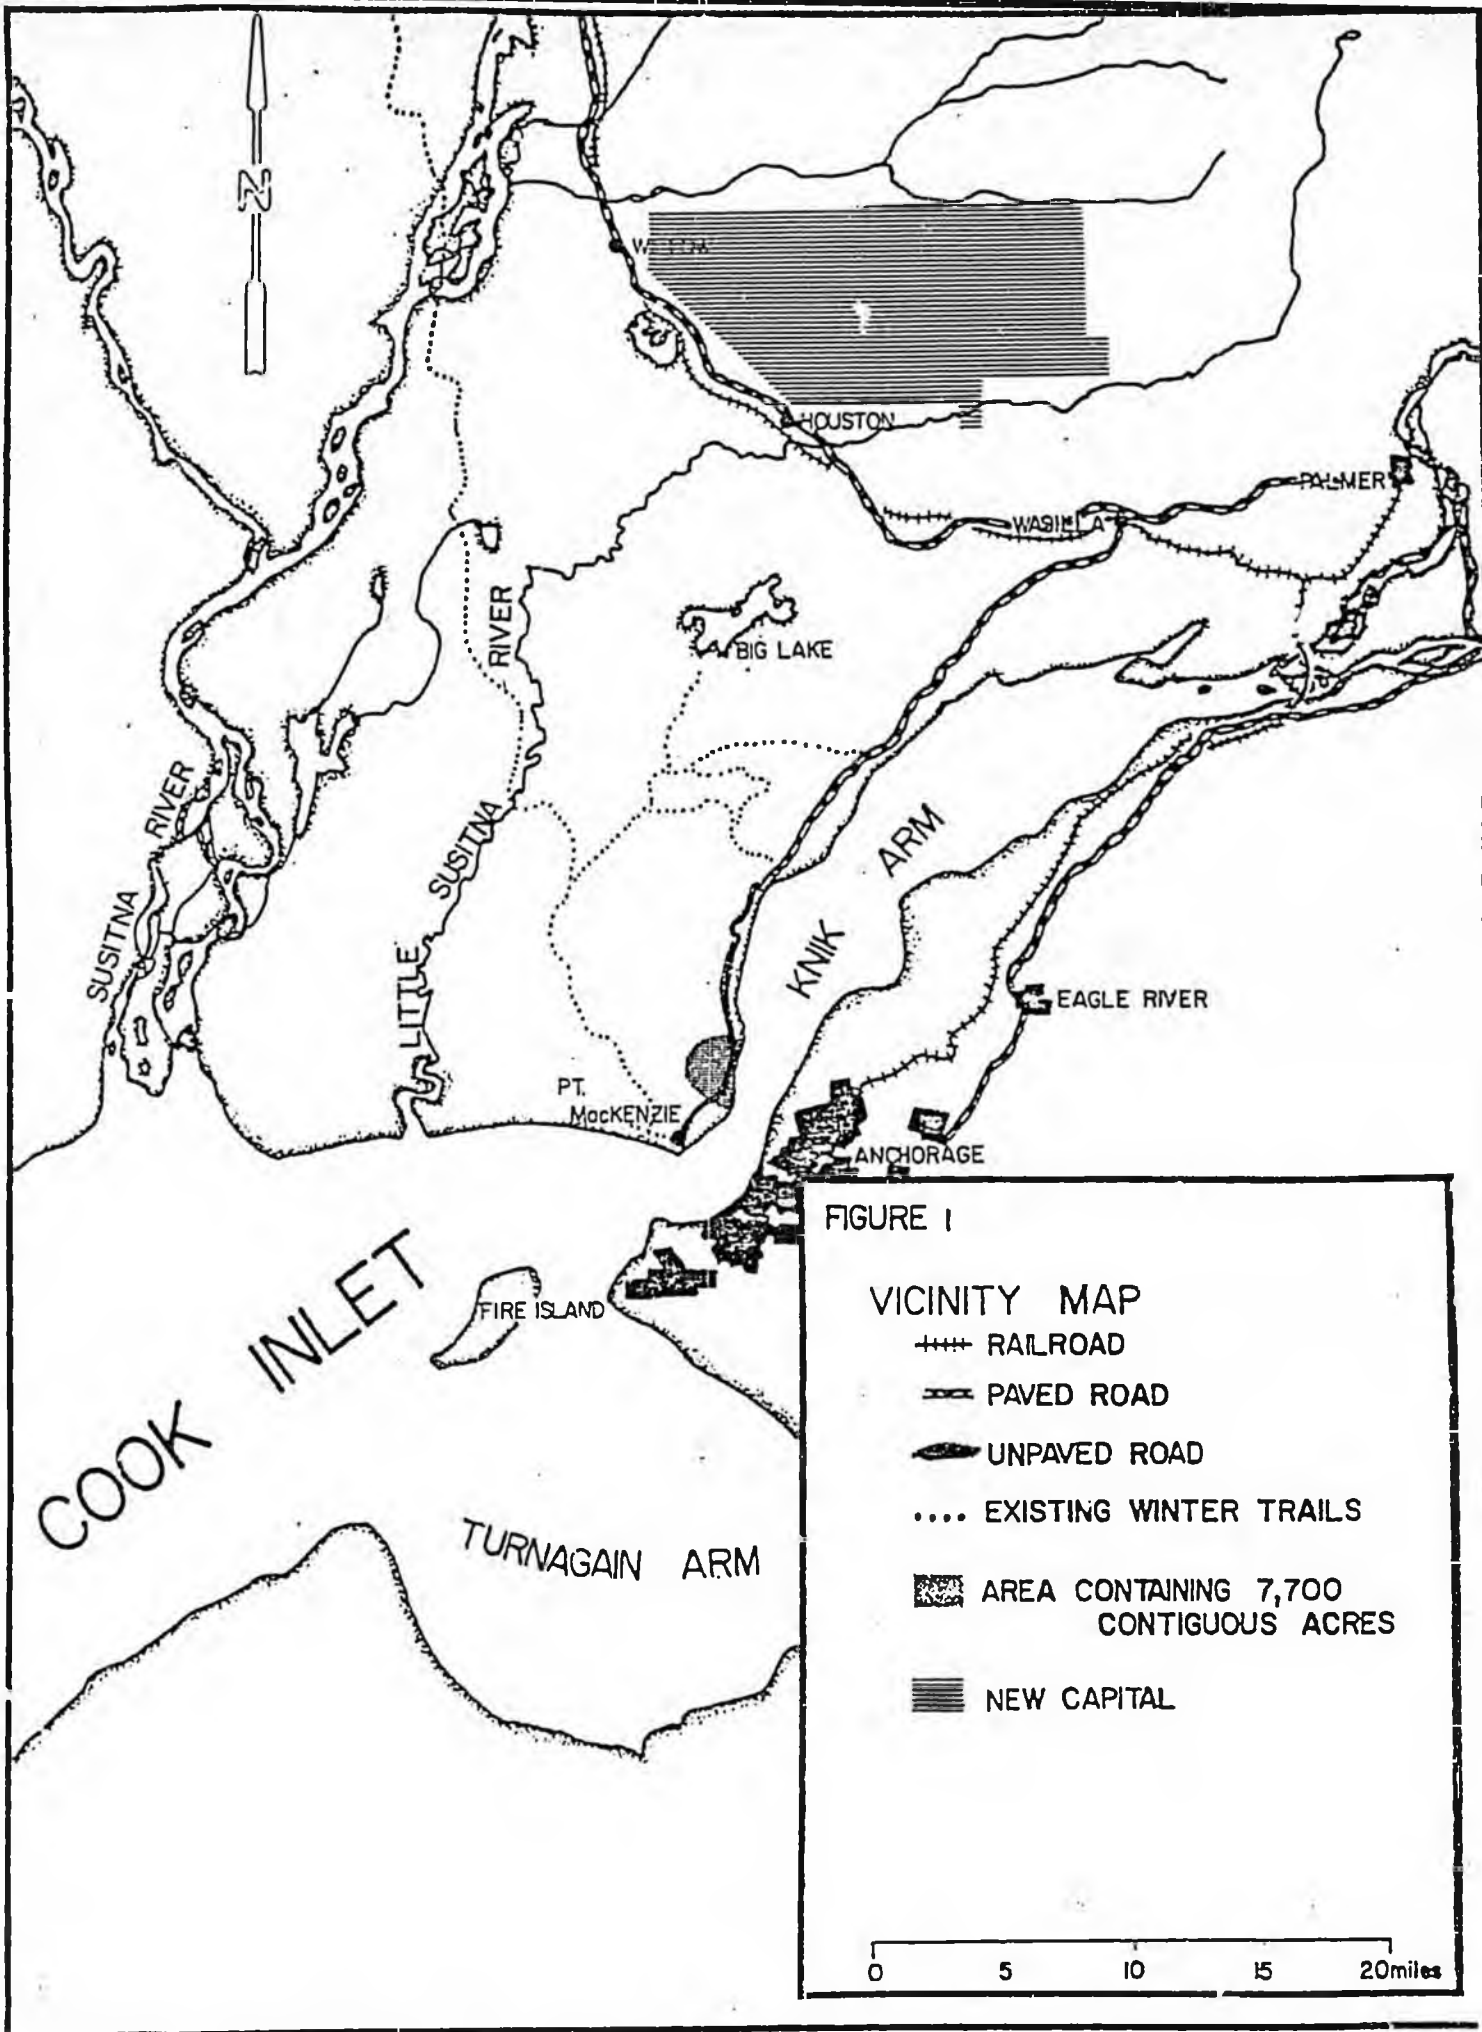 N
WILLOW
HOUSTON
PALMER
WASILLA
RIVER
BIG LAKE
RIVER
SUSITNA
ARM
SUSITNA
LITTLE
KNIK
EAGLE RIVER
PT.
MacKENZIE
ANCHORAGE
COOK INLET
FIRE ISLAND
TURNAGAIN ARM
FIGURE 1
VICINITY MAP
RAILROAD
PAVED ROAD
UNPAVED ROAD
EXISTING WINTER TRAILS
AREA CONTAINING 7,700
CONTIGUOUS ACRES
NEW CAPITAL
0 5 10 15 20miles